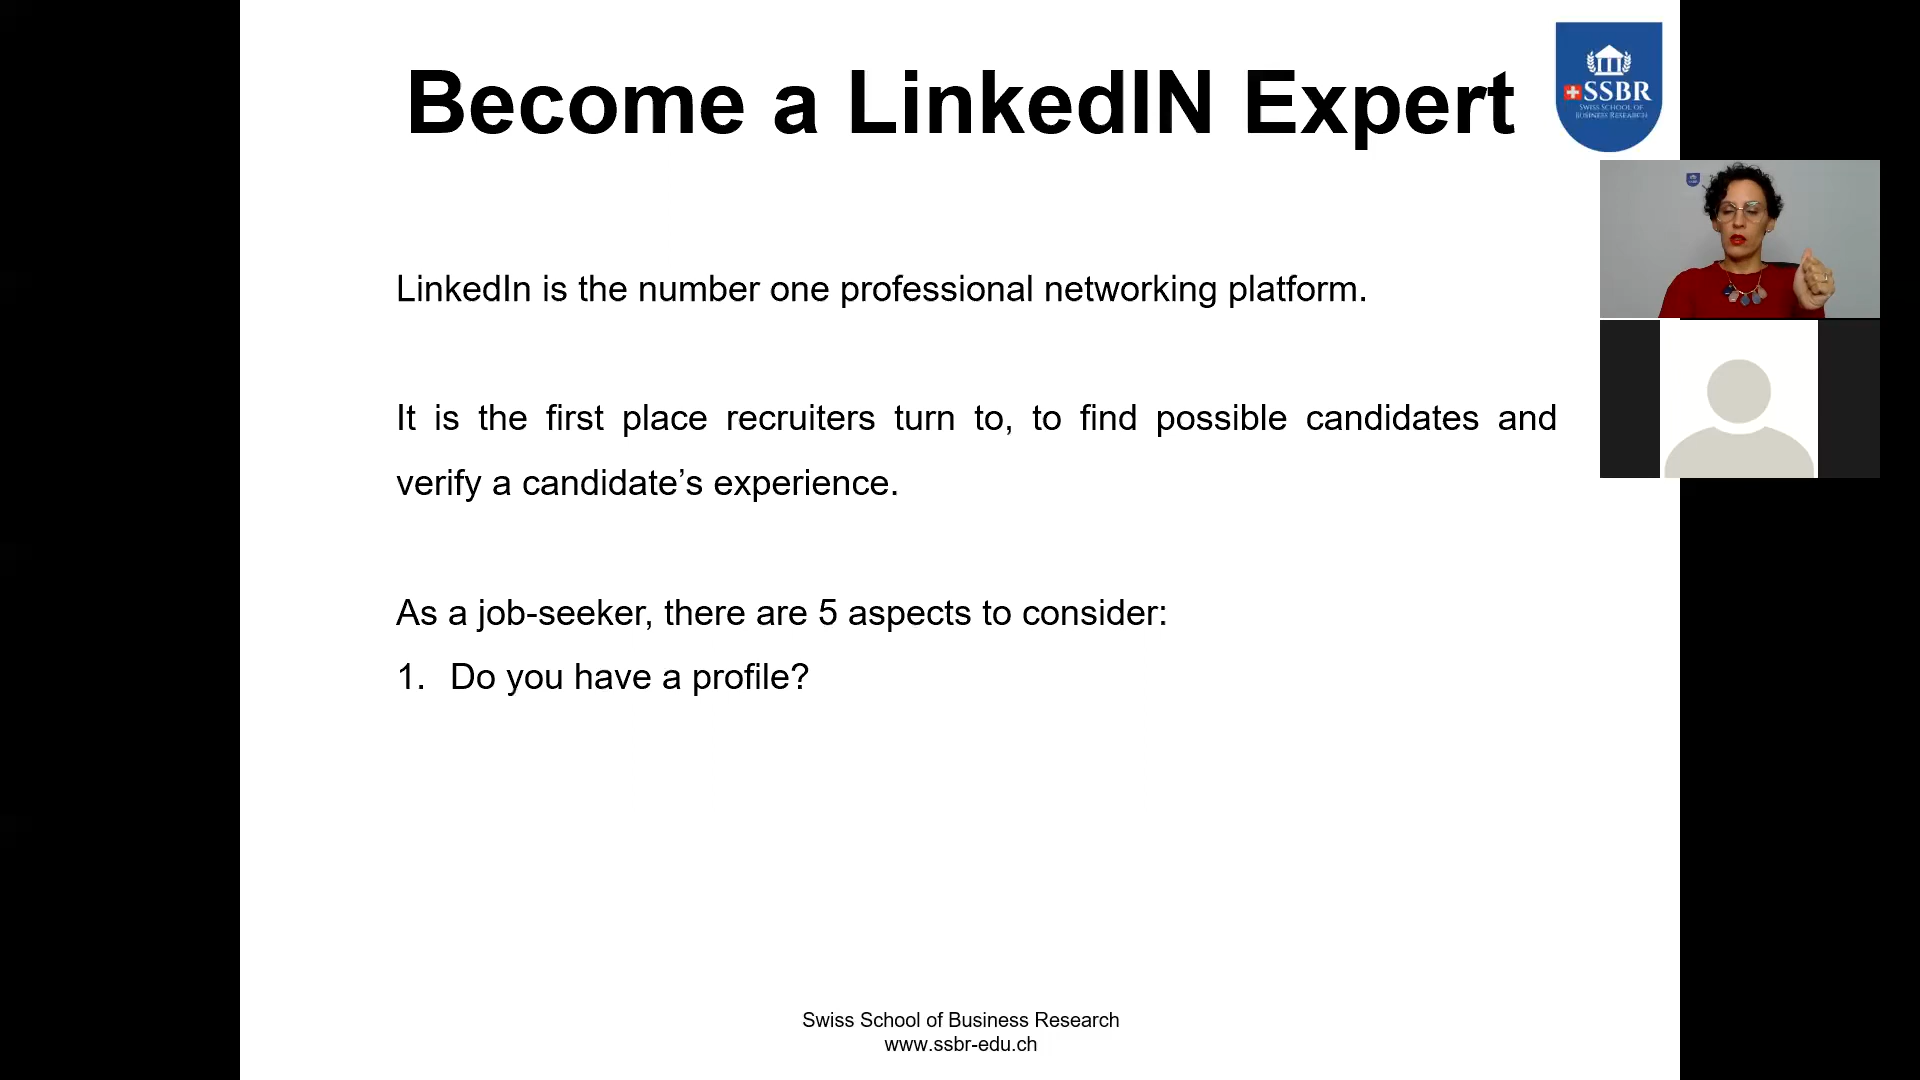 Become a LinkedIN Expert
SSBR
SWISS SCHOOL OF
BUSINESS RESEARCH
LinkedIn is the number one professional networking platform.
It is the first place recruiters turn to, to find possible candidates and
verify a candidate’s experience.
As a job-seeker, there are 5 aspects to consider:
1. Do you have a profile?
Swiss School of Business Research
www.ssbr-edu.ch